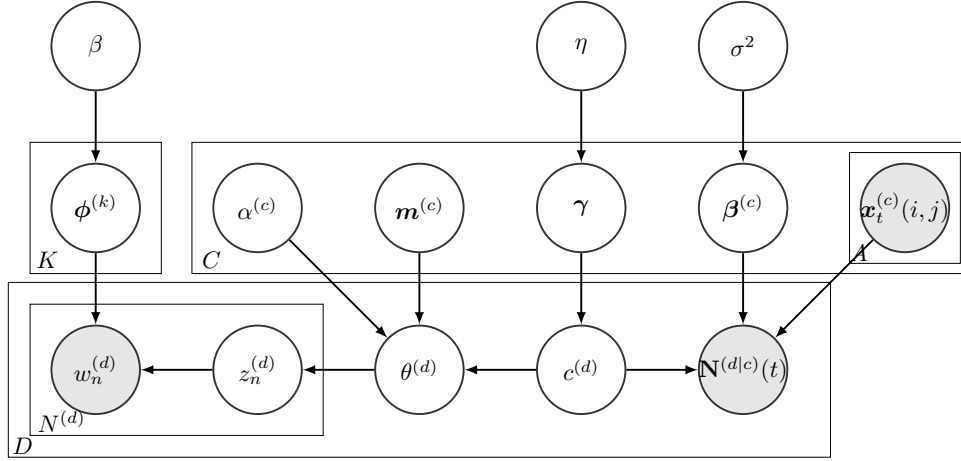 β η σ²
ϕ^(k) α^(c) m^(c) γ β^(c) x_t^(c)(i, j)
K C A
w_n^(d) z_n^(d) θ^(d) c^(d) N^(d|c)(t)
N^(d)
D